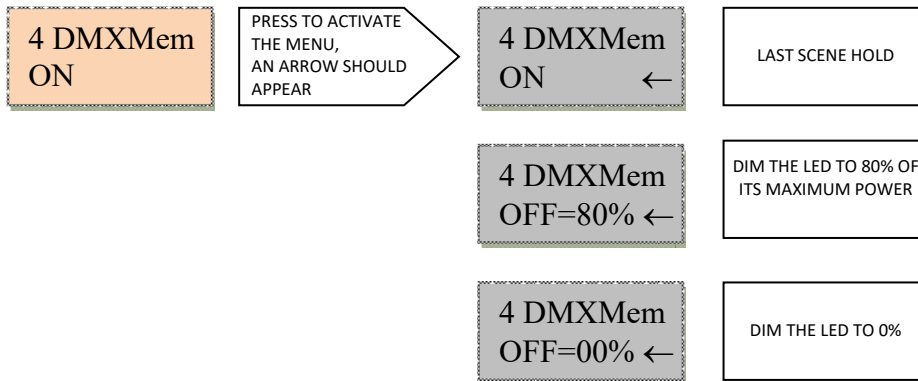 4 DMXMem
ON
PRESS TO ACTIVATE
THE MENU,
AN ARROW SHOULD
APPEAR
4 DMXMem
ON ←
LAST SCENE HOLD
4 DMXMem
OFF=80% ←
DIM THE LED TO 80% OF
ITS MAXIMUM POWER
4 DMXMem
OFF=00% ←
DIM THE LED TO 0%